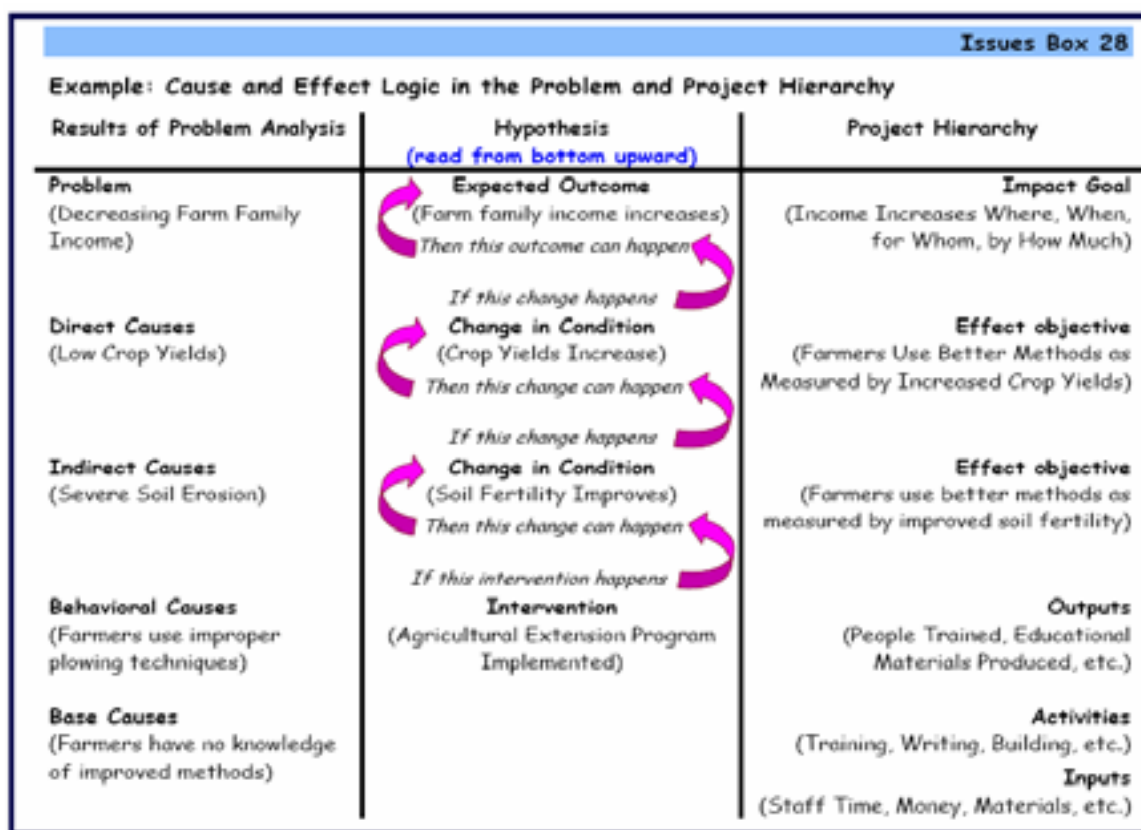 Issues Box 28
Example: Cause and Effect Logic in the Problem and Project Hierarchy
Results of Problem Analysis
Hypothesis
(read from bottom upward)
Project Hierarchy
Problem
(Decreasing Farm Family
Income)
Expected Outcome
(Farm family income increases)
Then this outcome can happen
If this change happens
Impact Goal
(Income Increases Where, When,
for Whom, by How Much)
Direct Causes
(Low Crop Yields)
Change in Condition
(Crop Yields Increase)
Then this change can happen
If this change happens
Effect objective
(Farmers Use Better Methods as
Measured by Increased Crop Yields)
Indirect Causes
(Severe Soil Erosion)
Change in Condition
(Soil Fertility Improves)
Then this change can happen
If this intervention happens
Effect objective
(Farmers use better methods as
measured by improved soil fertility)
Behavioral Causes
(Farmers use improper
plowing techniques)
Intervention
(Agricultural Extension Program
Implemented)
Outputs
(People Trained, Educational
Materials Produced, etc.)
Base Causes
(Farmers have no knowledge
of improved methods)
Activities
(Training, Writing, Building, etc.)
Inputs
(Staff Time, Money, Materials, etc.)